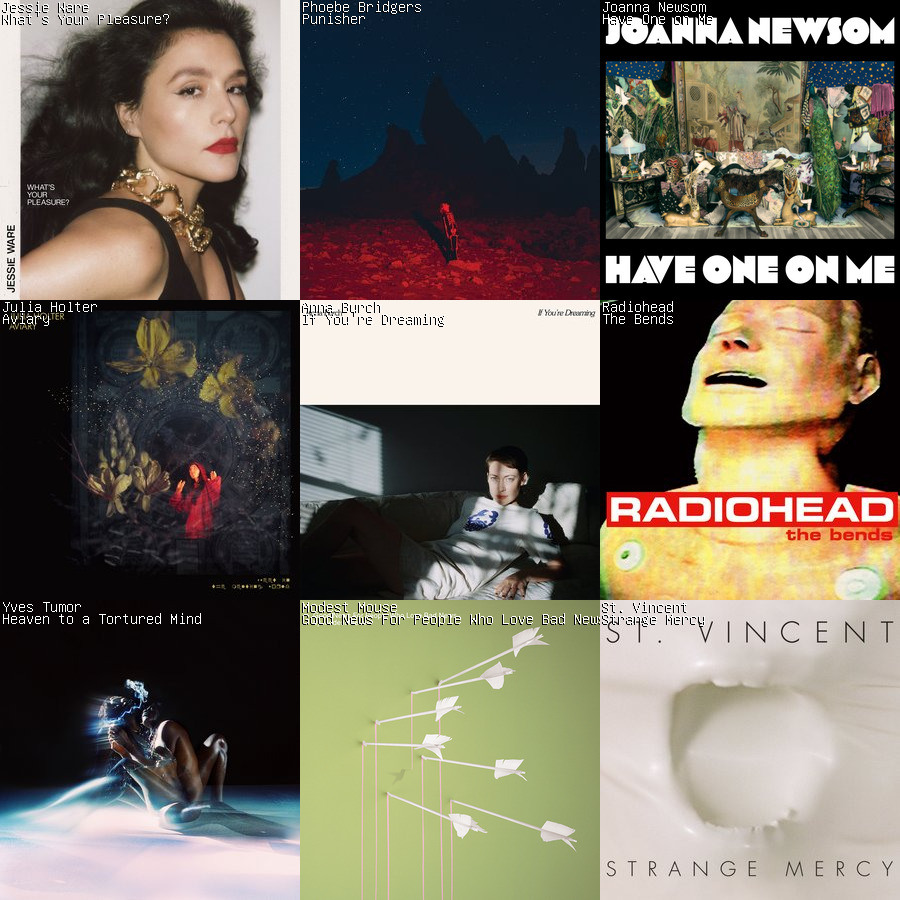 Jessie Ware
What's Your Pleasure?
WHAT'S
YOUR
PLEASURE?
JESSIE WARE
Phoebe Bridgers
Punisher
Joanna Newsom
Have One on Me
JOANNA NEWSOM
HAVE ONE ON ME
Julia Holter
Aviary
AVIARY
Anna Burch
If You're Dreaming
If You're Dreaming
Radiohead
The Bends
RADIOHEAD
the bends
Yves Tumor
Heaven to a Tortured Mind
Modest Mouse
Good News For People Who Love Bad News
St. Vincent
Strange Mercy
ST. VINCENT
STRANGE MERCY